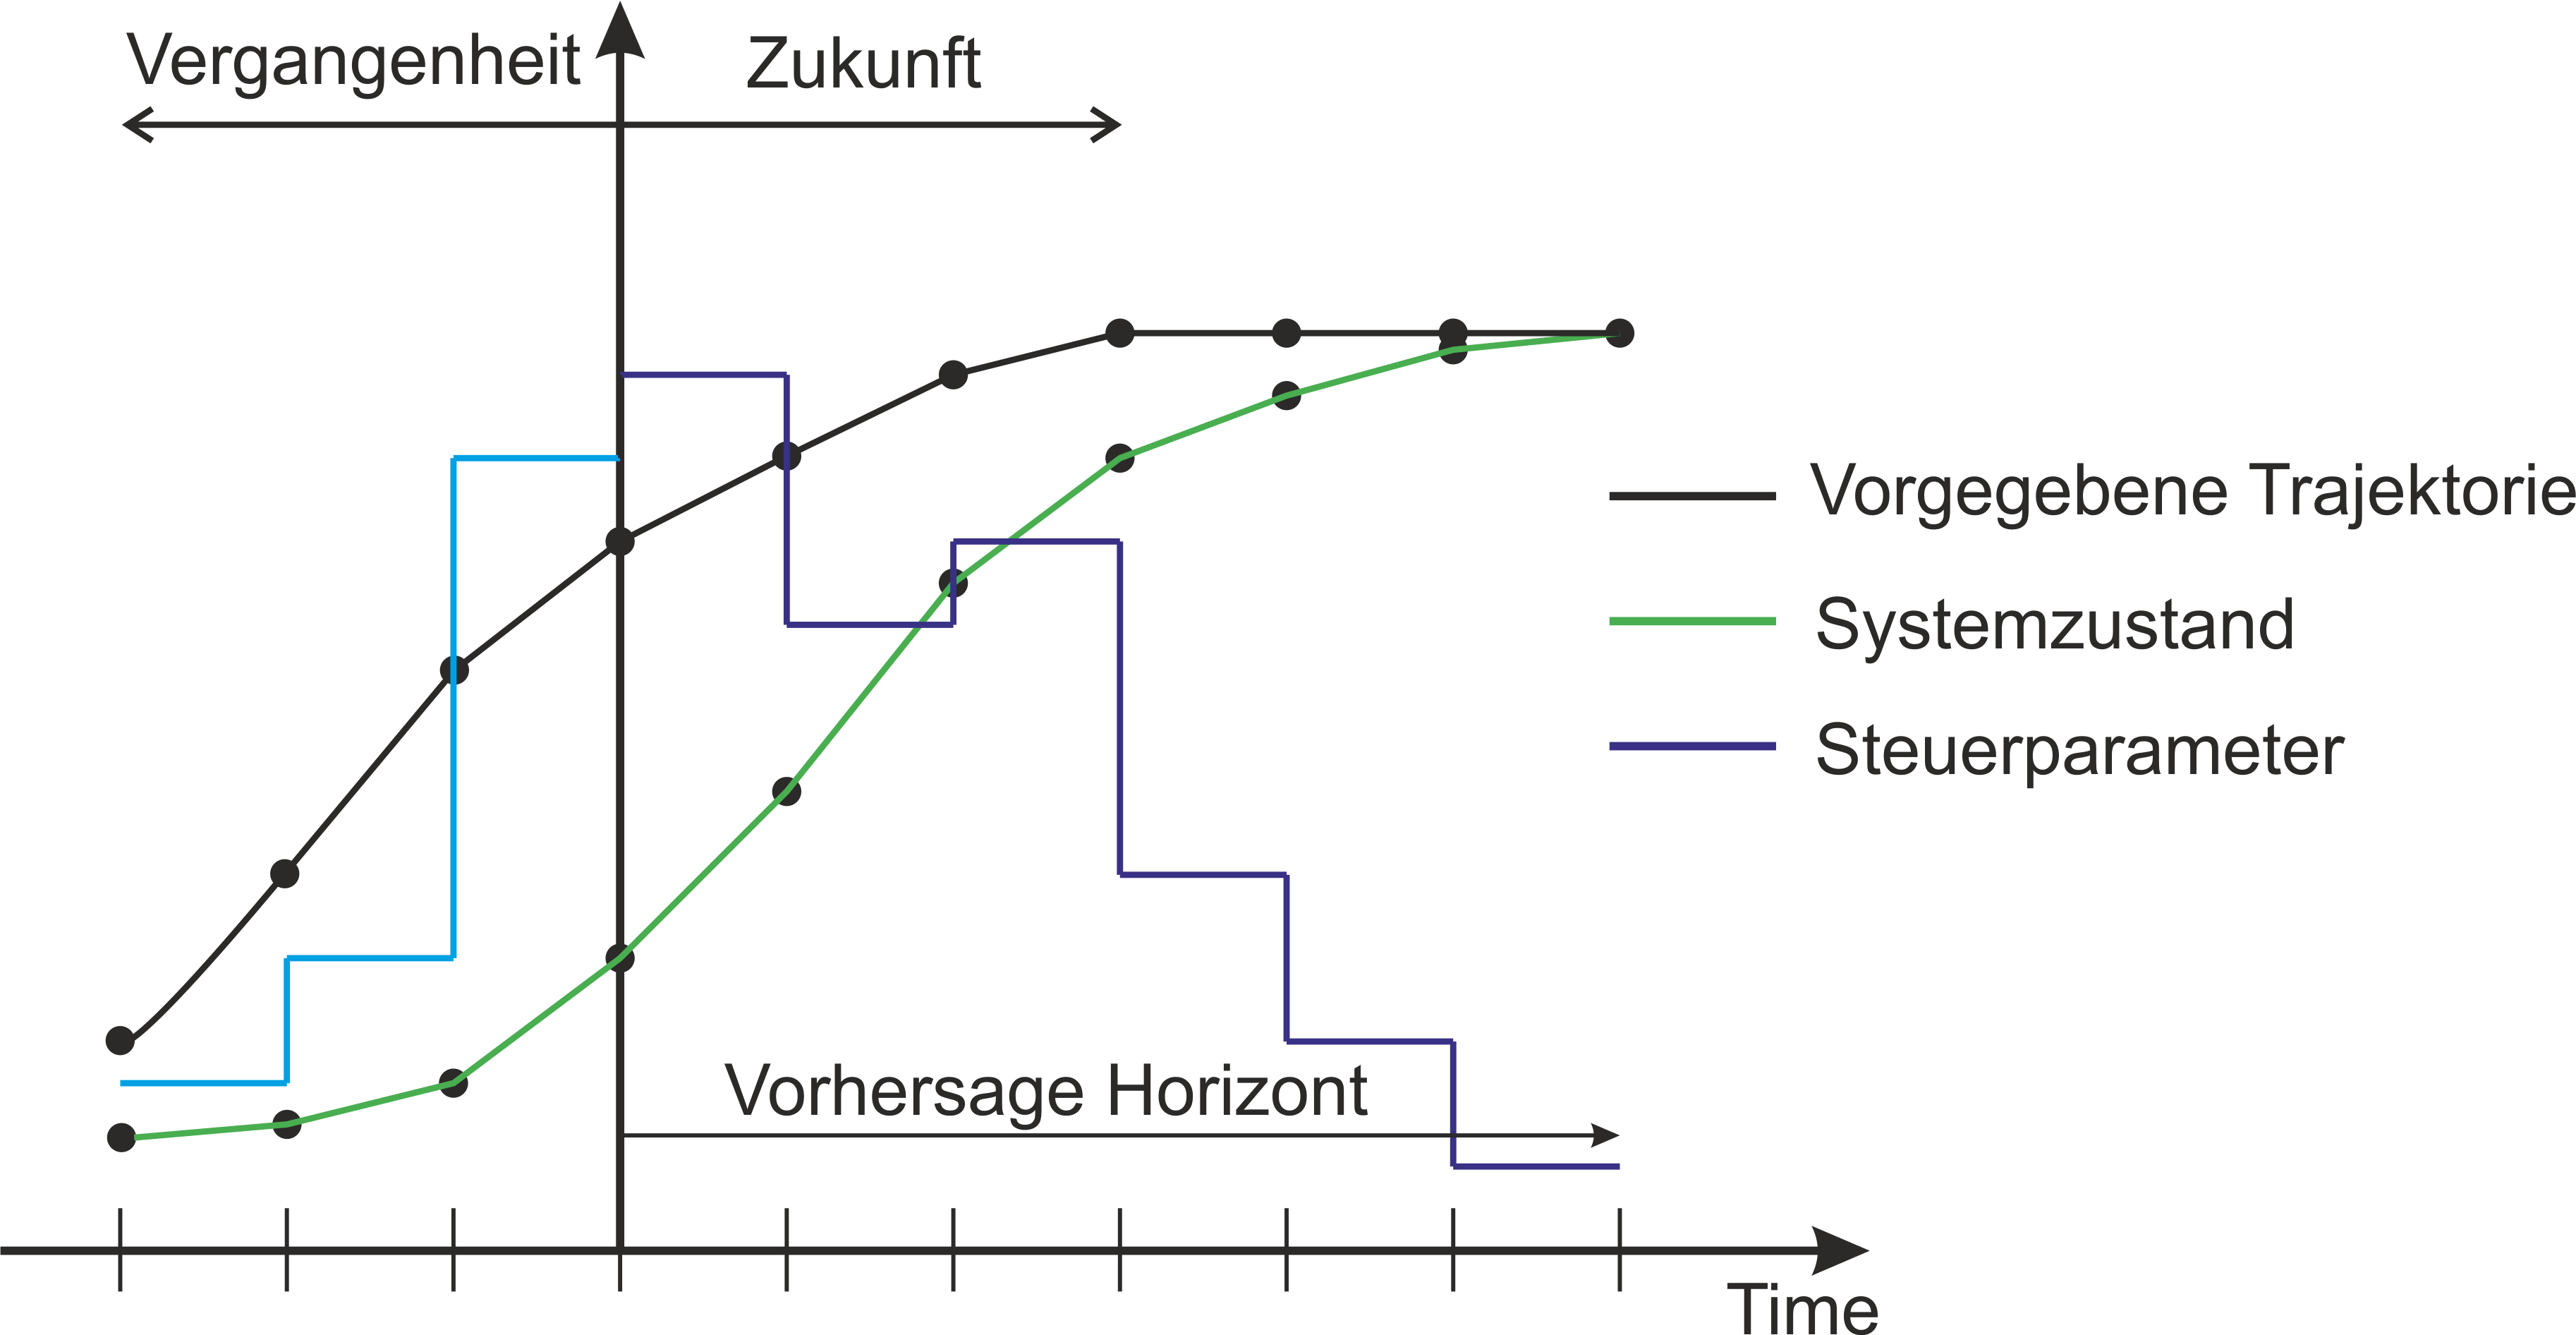 Vergangenheit
Zukunft
Vorgegebene Trajektorie
Systemzustand
Steuerparameter
Vorhersage Horizont
Time